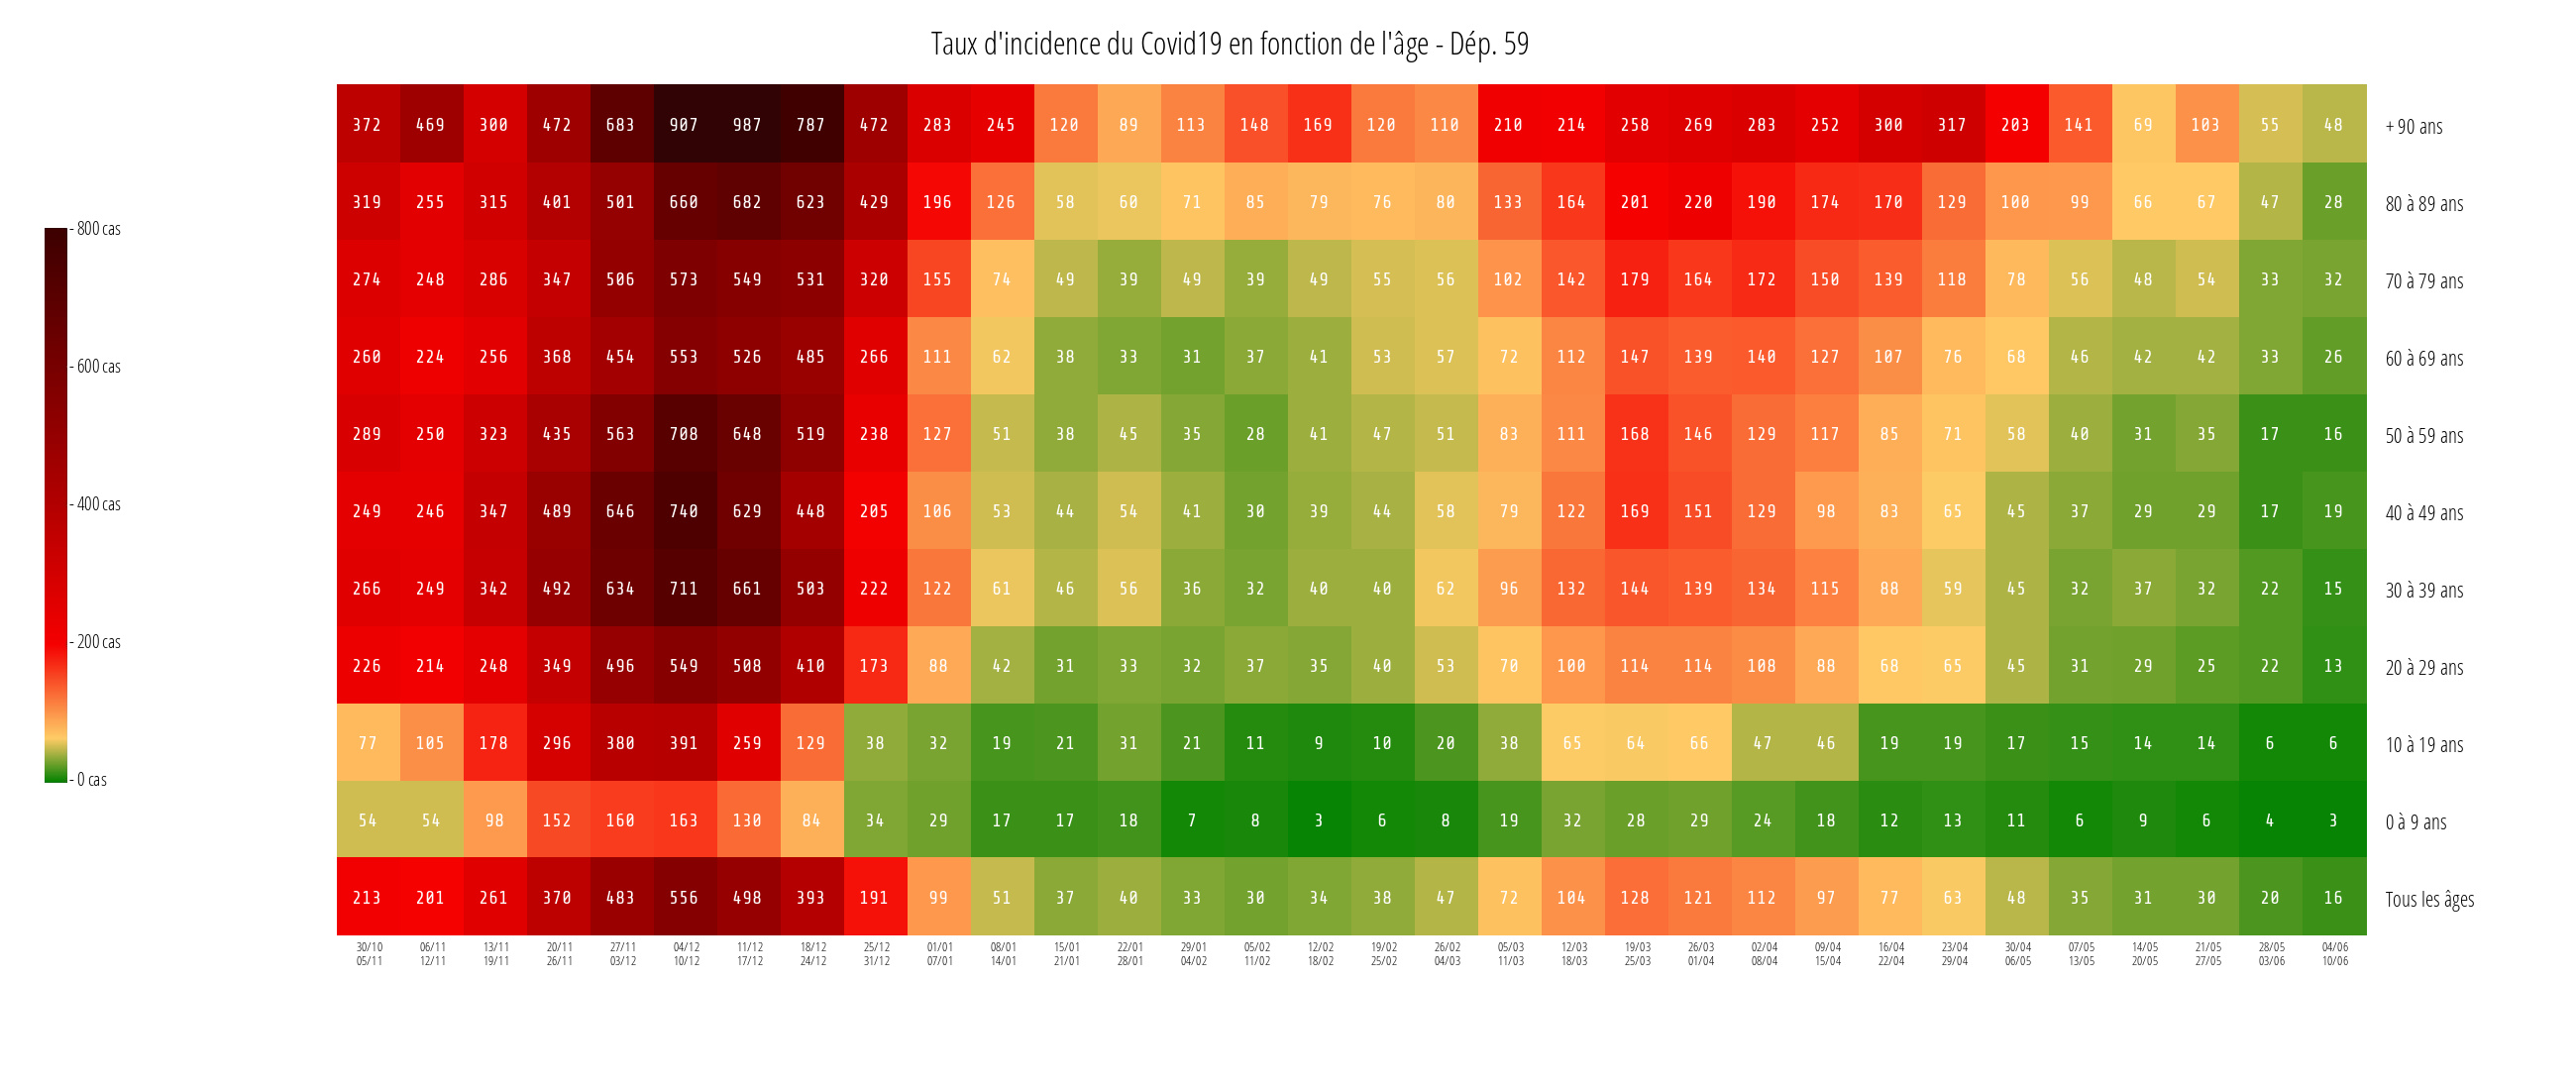 Taux d'incidence du Covid19 en fonction de l'âge - Dép. 59
372 469 300 472 683 907 987 787 472 283 245 120 89 113 148 169 120 110 210 214 258 269 283 252 300 317 203 141 69 103 55 48 + 90 ans
319 255 315 401 501 660 682 623 429 196 126 58 60 71 85 79 76 80 133 164 201 220 190 174 170 129 100 99 66 67 47 28 80 à 89 ans
- 800 cas
274 248 286 347 506 573 549 531 320 155 74 49 39 49 39 49 55 56 102 142 179 164 172 150 139 118 78 56 48 54 33 32 70 à 79 ans
260 224 256 368 454 553 526 485 266 111 62 38 33 31 37 41 53 57 72 112 147 139 140 127 107 76 68 46 42 42 33 26 60 à 69 ans
- 600 cas
289 250 323 435 563 708 648 519 238 127 51 38 45 35 28 41 47 51 83 111 168 146 129 117 85 71 58 40 31 35 17 16 50 à 59 ans
- 400 cas
249 246 347 489 646 740 629 448 205 106 53 44 54 41 30 39 44 58 79 122 169 151 129 98 83 65 45 37 29 29 17 19 40 à 49 ans
266 249 342 492 634 711 661 503 222 122 61 46 56 36 32 40 40 62 96 132 144 139 134 115 88 59 45 32 37 32 22 15 30 à 39 ans
- 200 cas
226 214 248 349 496 549 508 410 173 88 42 31 33 32 37 35 40 53 70 100 114 114 108 88 68 65 45 31 29 25 22 13 20 à 29 ans
77 105 178 296 380 391 259 129 38 32 19 21 31 21 11 9 10 20 38 65 64 66 47 46 19 19 17 15 14 14 6 6 10 à 19 ans
- 0 cas
54 54 98 152 160 163 130 84 34 29 17 17 18 7 8 3 6 8 19 32 28 29 24 18 12 13 11 6 9 6 4 3 0 à 9 ans
213 201 261 370 483 556 498 393 191 99 51 37 40 33 30 34 38 47 72 104 128 121 112 97 77 63 48 35 31 30 20 16 Tous les âges
30/10 06/11 13/11 20/11 27/11 04/12 11/12 18/12 25/12 01/01 08/01 15/01 22/01 29/01 05/02 12/02 19/02 26/02 05/03 12/03 19/03 26/03 02/04 09/04 16/04 23/04 30/04 07/05 14/05 21/05 28/05 04/06
05/11 12/11 19/11 26/11 03/12 10/12 17/12 24/12 31/12 07/01 14/01 21/01 28/01 04/02 11/02 18/02 25/02 04/03 11/03 18/03 25/03 01/04 08/04 15/04 22/04 29/04 06/05 13/05 20/05 27/05 03/06 10/06